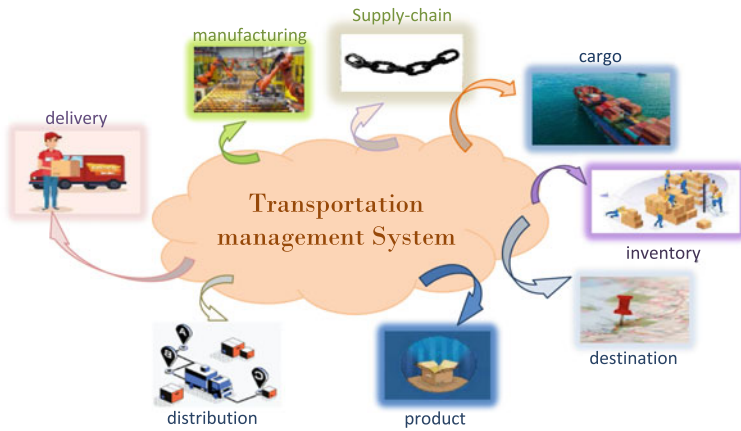 Supply-chain
manufacturing
cargo
delivery
Transportation
management System
inventory
destination
distribution
product
A
B